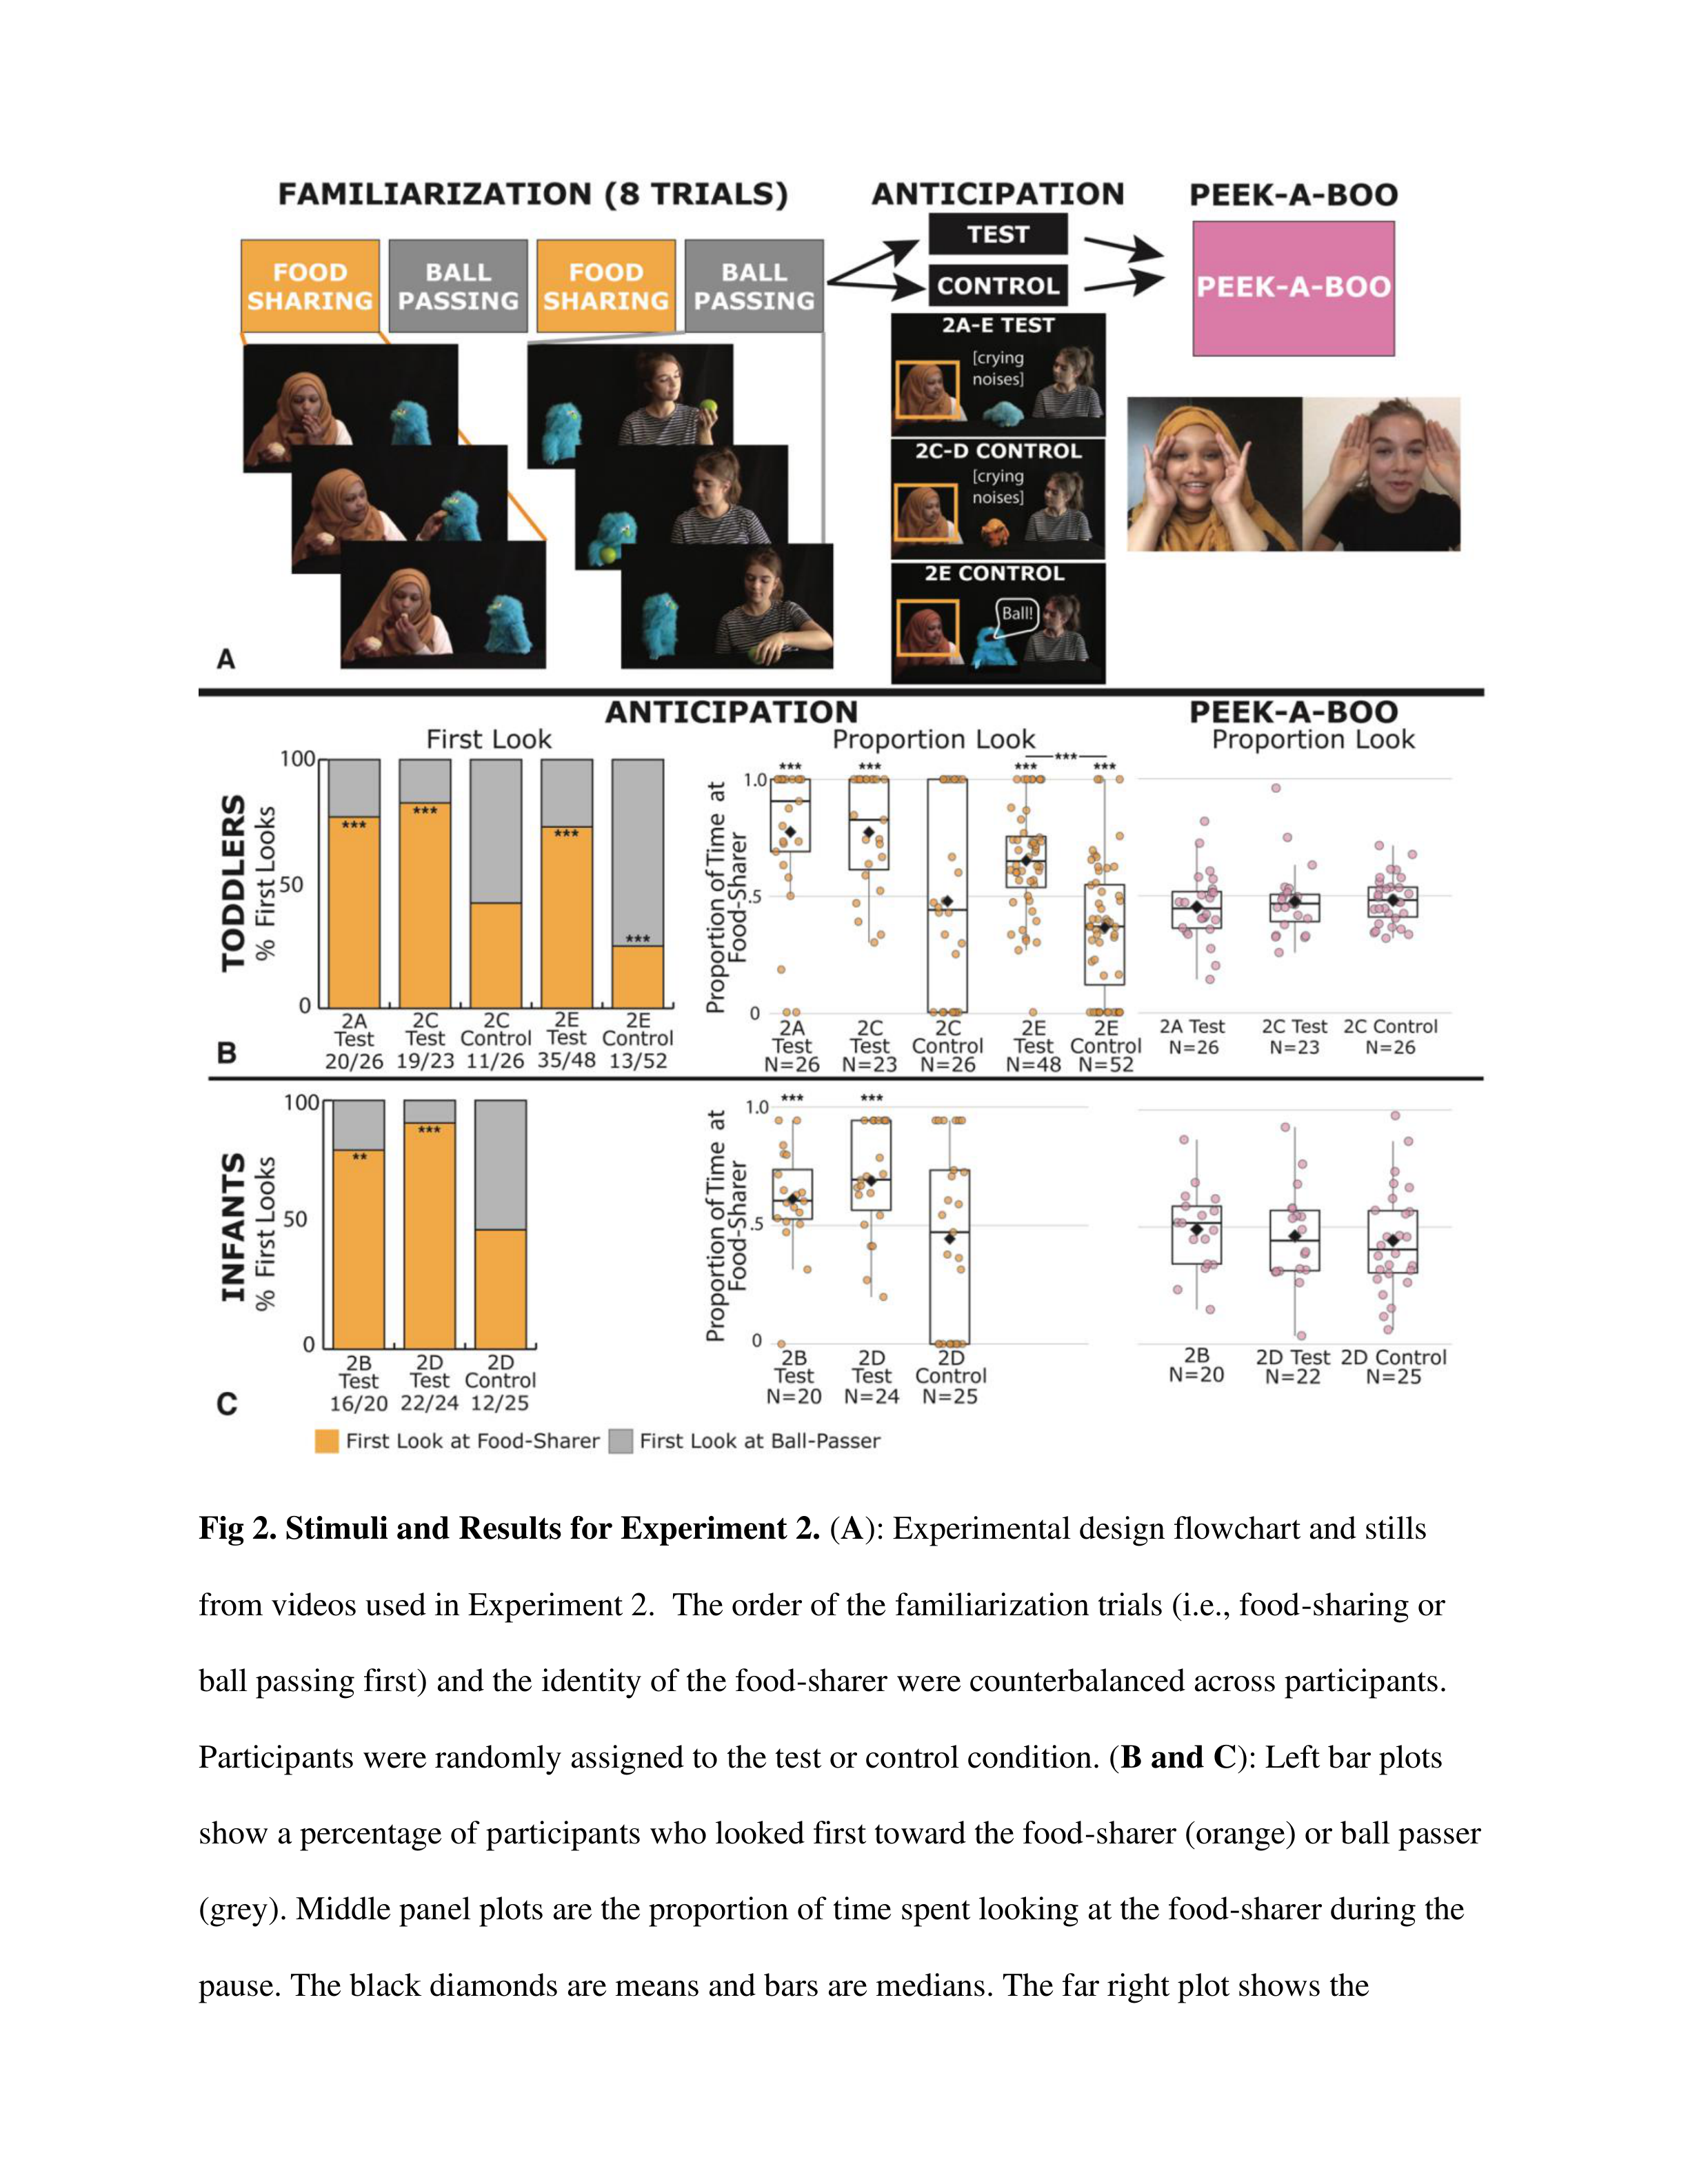 FAMILIARIZATION (8 TRIALS)
ANTICIPATION
PEEK-A-BOO
FOOD
SHARING
BALL
PASSING
FOOD
SHARING
BALL
PASSING
TEST
CONTROL
PEEK-A-BOO
2A-E TEST
[crying
noises]
2C-D CONTROL
[crying
noises]
2E CONTROL
Ball!
A
ANTICIPATION
PEEK-A-BOO
First Look
Proportion Look
Proportion Look
TODDLERS
% First Looks
100
50
0
***
***
***
***
2A
Test
20/26
2C
Test
19/23
2C
Control
11/26
2E
Test
35/48
2E
Control
13/52
Proportion of Time at
Food-Sharer
1.0
.5
0
***
***
***
***
***
2A
Test
N=26
2C
Test
N=23
2C
Control
N=26
2E
Test
N=48
2E
Control
N=52
2A Test
N=26
2C Test
N=23
2C Control
N=26
B
INFANTS
% First Looks
100
50
0
**
***
2B
Test
16/20
2D
Test
22/24
2D
Control
12/25
Proportion of Time at
Food-Sharer
1.0
.5
0
***
***
2B
Test
N=20
2D
Test
N=24
2D
Control
N=25
2B
N=20
2D Test
N=22
2D Control
N=25
C
First Look at Food-Sharer
First Look at Ball-Passer
Fig 2. Stimuli and Results for Experiment 2. (A): Experimental design flowchart and stills
from videos used in Experiment 2.  The order of the familiarization trials (i.e., food-sharing or
ball passing first) and the identity of the food-sharer were counterbalanced across participants.
Participants were randomly assigned to the test or control condition. (B and C): Left bar plots
show a percentage of participants who looked first toward the food-sharer (orange) or ball passer
(grey). Middle panel plots are the proportion of time spent looking at the food-sharer during the
pause. The black diamonds are means and bars are medians. The far right plot shows the